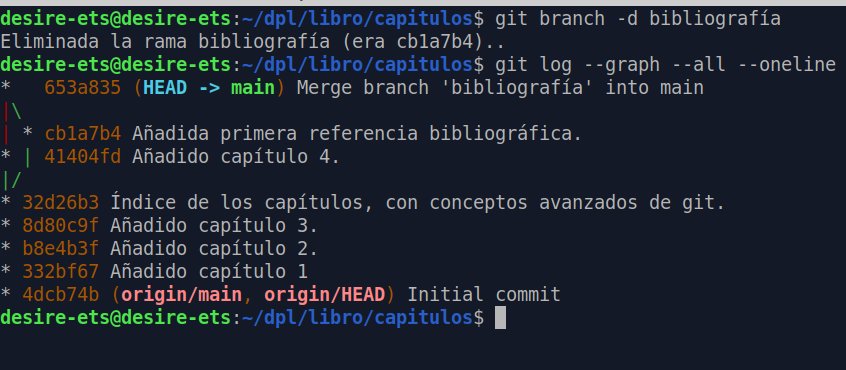 desire-ets@desire-ets:~/dpl/libro/capitulos$ git branch -d bibliografía
Eliminada la rama bibliografía (era cb1a7b4)..
desire-ets@desire-ets:~/dpl/libro/capitulos$ git log --graph --all --oneline
*   653a835 (HEAD -> main) Merge branch 'bibliografía' into main
|\
| * cb1a7b4 Añadida primera referencia bibliográfica.
* | 41404fd Añadido capítulo 4.
|/
* 32d26b3 Índice de los capítulos, con conceptos avanzados de git.
* 8d80c9f Añadido capítulo 3.
* b8e4b3f Añadido capítulo 2.
* 332bf67 Añadido capítulo 1
* 4dcb74b (origin/main, origin/HEAD) Initial commit
desire-ets@desire-ets:~/dpl/libro/capitulos$